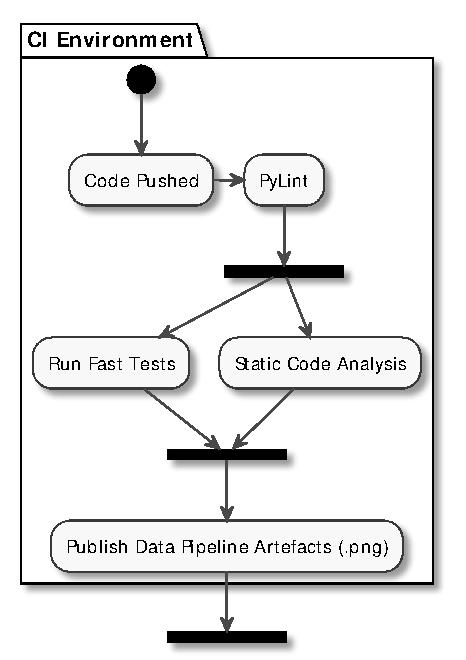 CI Environment
Code Pushed
PyLint
Run Fast Tests
Static Code Analysis
Publish Data Pipeline Artefacts (.png)